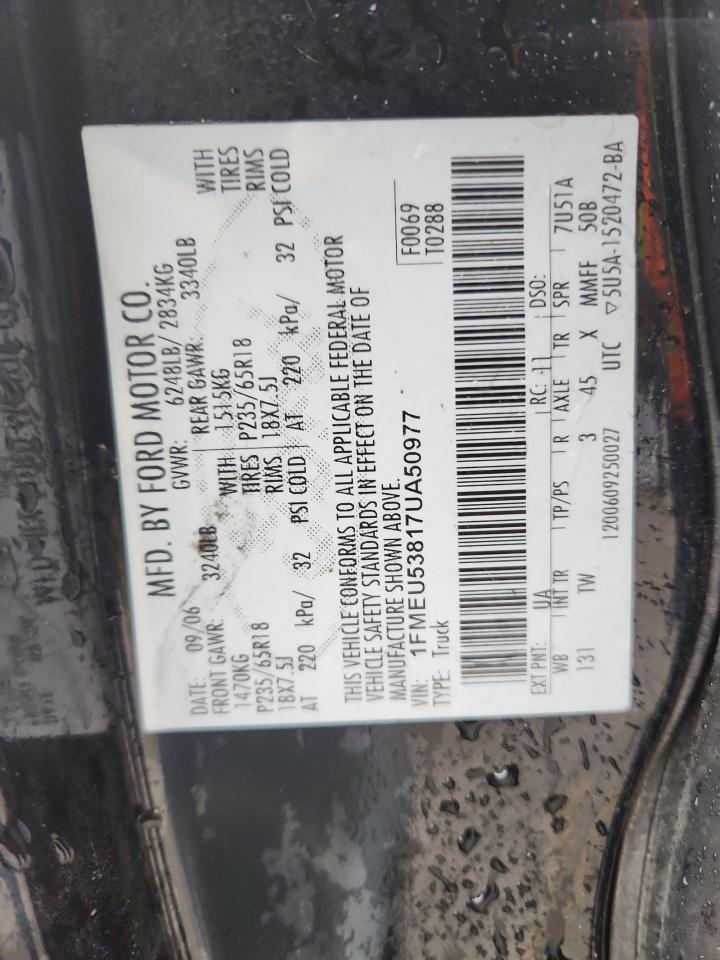 MFD. BY FORD MOTOR CO.
DATE: 09/06 GVWR: 6248LB/ 2834KG
FRONT GAWR: 3240LB REAR GAWR: 3340LB
1470KG WITH 1515KG WITH
P235/65R18 TIRES P235/65R18 TIRES
18X7.5J RIMS 18X7.5J RIMS
AT 220 kPa/ 32 PSI COLD AT 220 kPa/ 32 PSI COLD
THIS VEHICLE CONFORMS TO ALL APPLICABLE FEDERAL MOTOR
VEHICLE SAFETY STANDARDS IN EFFECT ON THE DATE OF
MANUFACTURE SHOWN ABOVE.
VIN: 1FMEU53817UA50977 F0069
TYPE: Truck T0288
EXT PNT: UA RC: 11 DSO:
WB INT TR TP/PS R AXLE TR SPR 7U51A
131 TW 3 45 X MMFF 50B
1200609250027 UTC ▽5U5A-1520472-BA